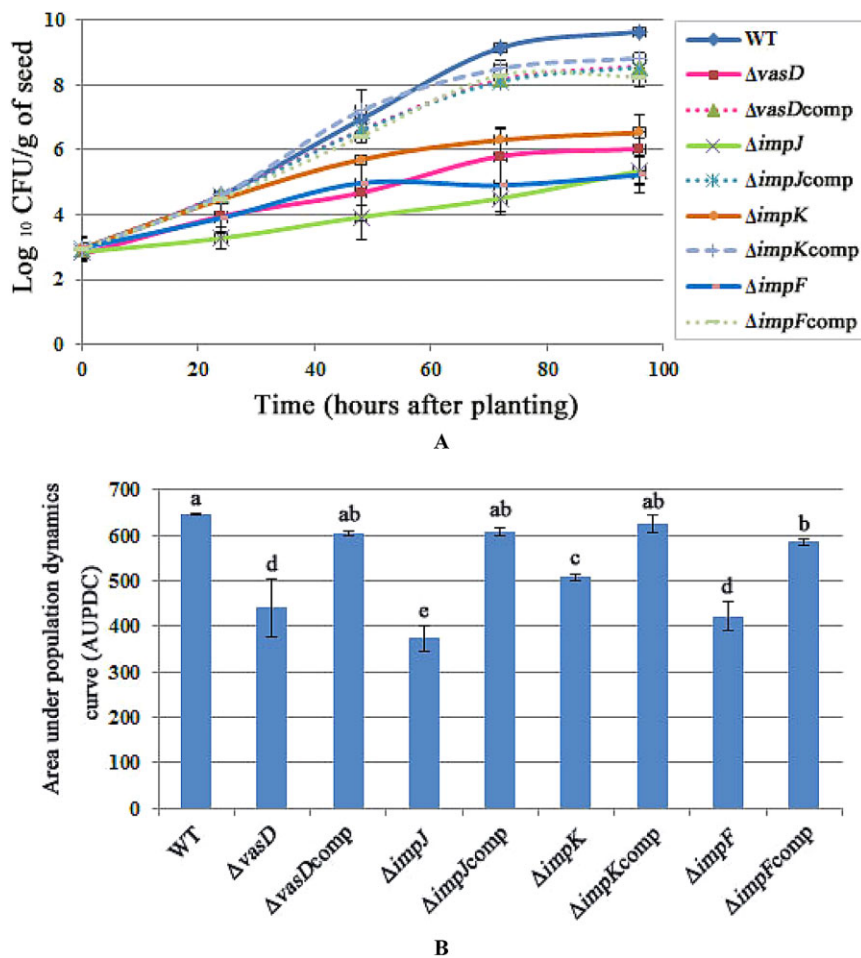 Log 10 CFU/g of seed
10
8
6
4
2
0
0 20 40 60 80 100
Time (hours after planting)
WT
ΔvasD
ΔvasDcomp
ΔimpJ
ΔimpJcomp
ΔimpK
ΔimpKcomp
ΔimpF
ΔimpFcomp
A
Area under population dynamics
curve (AUPDC)
700
600
500
400
300
200
100
0
a d ab e ab c ab d b
WT ΔvasD ΔvasDcomp ΔimpJ ΔimpJcomp ΔimpK ΔimpKcomp ΔimpF ΔimpFcomp
B